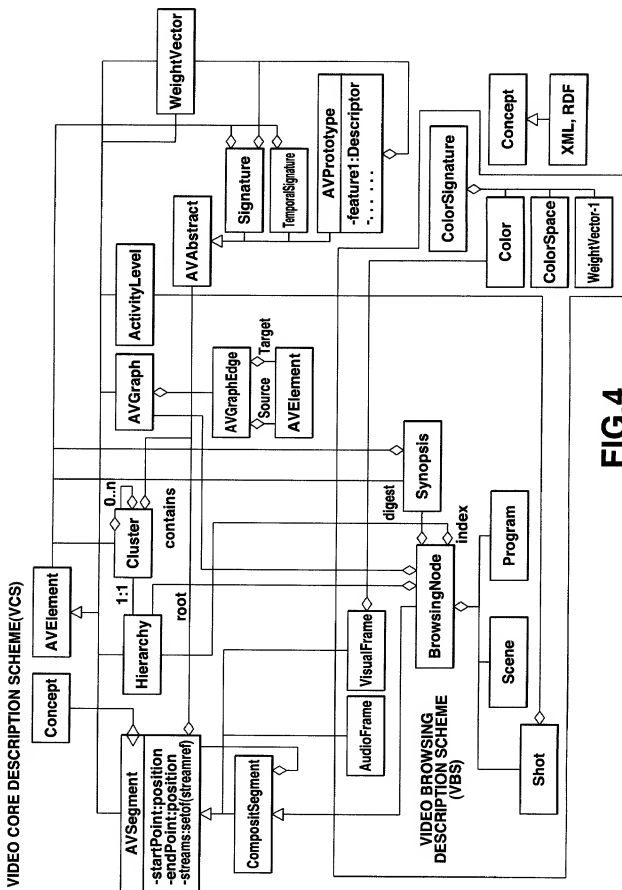 VIDEO CORE DESCRIPTION SCHEME(VCS)
Concept
AVElement
WeightVector
AVSegment
-startPoint:position
-endPoint:position
-streams:setof(streamref)
Hierarchy
1:1
Cluster
0..n
contains
root
AVGraph
ActivityLevel
AVGraphEdge
Source
Target
AVElement
AVAbstract
Signature
TemporalSignature
AVPrototype
-feature1:Descriptor
-... ... ...
CompositSegment
AudioFrame
VisualFrame
VIDEO BROWSING
DESCRIPTION SCHEME
(VBS)
BrowsingNode
digest
index
Synopsis
Shot
Scene
Program
ColorSignature
Color
ColorSpace
WeightVector-1
Concept
XML, RDF
FIG.4